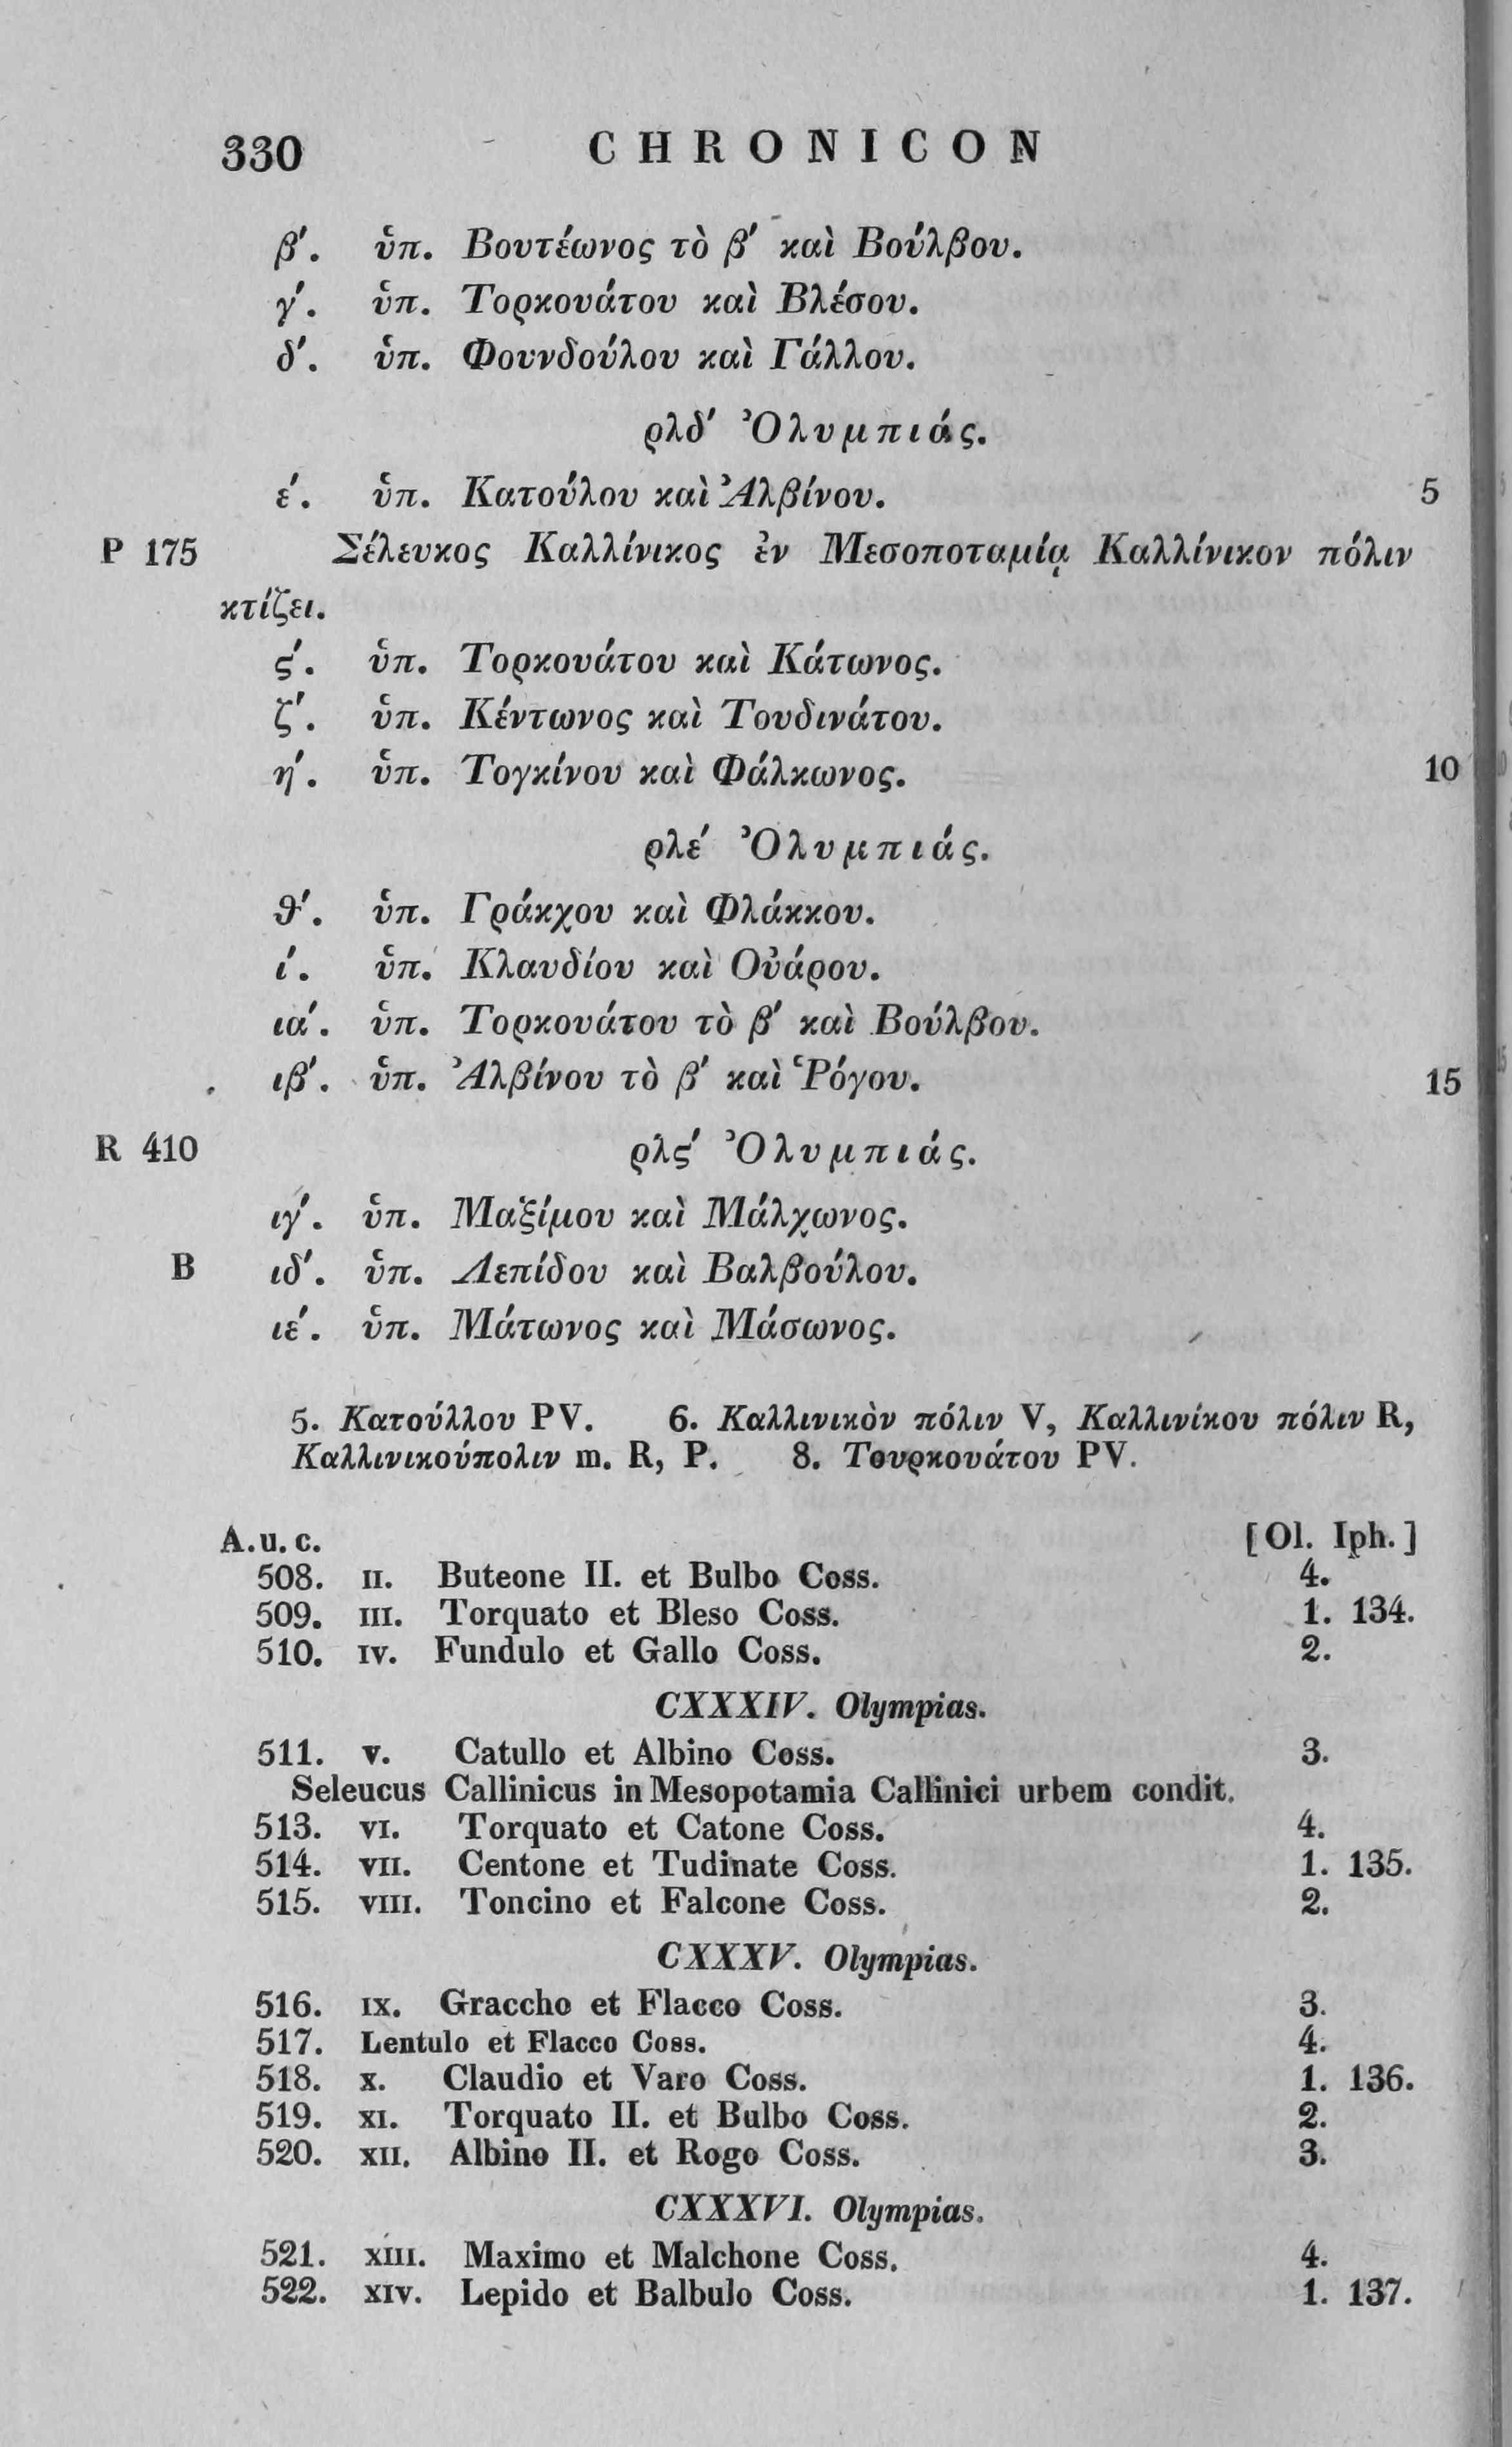 330 CHRONICON
β′. ὑπ. Βουτέωνος τὸ β′ καὶ Βούλβου.
γ′. ὑπ. Τορκουάτου καὶ Βλέσου.
δ′. ὑπ. Φουνδούλου καὶ Γάλλου.
ρλδ′ Ὀλυμπιάς.
ε′. ὑπ. Κατούλου καὶ Ἀλβίνου. 5
P 175 Σέλευκος Καλλίνικος ἐν Μεσοποταμίᾳ Καλλίνικον πόλιν
κτίζει.
ϛ′. ὑπ. Τορκουάτου καὶ Κάτωνος.
ζ′. ὑπ. Κέντωνος καὶ Τουδινάτου.
η′. ὑπ. Τογκίνου καὶ Φάλκωνος. 10
ρλε′ Ὀλυμπιάς.
θ′. ὑπ. Γράκχου καὶ Φλάκκου.
ι′. ὑπ. Κλαυδίου καὶ Οὐάρου.
ια′. ὑπ. Τορκουάτου τὸ β′ καὶ Βούλβου.
ιβ′. ὑπ. Ἀλβίνου τὸ β′ καὶ Ῥόγου. 15
R 410 ρλϛ′ Ὀλυμπιάς.
ιγ′. ὑπ. Μαξίμου καὶ Μάλχωνος.
B ιδ′. ὑπ. Λεπίδου καὶ Βαλβούλου.
ιε′. ὑπ. Μάτωνος καὶ Μάσωνος.
5. Κατούλλου PV. 6. Καλλινικὸν πόλιν V, Καλλινίκου πόλιν R,
Καλλινικούπολιν m. R, P. 8. Τουρκουάτου PV.
A.u.c. [Ol. Iph.]
508. II. Buteone II. et Bulbo Coss. 4.
509. III. Torquato et Bleso Coss. 1. 134.
510. IV. Fundulo et Gallo Coss. 2.
CXXXIV. Olympias.
511. V. Catullo et Albino Coss. 3.
Seleucus Callinicus in Mesopotamia Callinici urbem condit.
513. VI. Torquato et Catone Coss. 4.
514. VII. Centone et Tudinate Coss. 1. 135.
515. VIII. Toncino et Falcone Coss. 2.
CXXXV. Olympias.
516. IX. Graccho et Flacco Coss. 3.
517. Lentulo et Flacco Coss. 4.
518. X. Claudio et Varo Coss. 1. 136.
519. XI. Torquato II. et Bulbo Coss. 2.
520. XII. Albino II. et Rogo Coss. 3.
CXXXVI. Olympias.
521. XIII. Maximo et Malchone Coss. 4.
522. XIV. Lepido et Balbulo Coss. 1. 137.